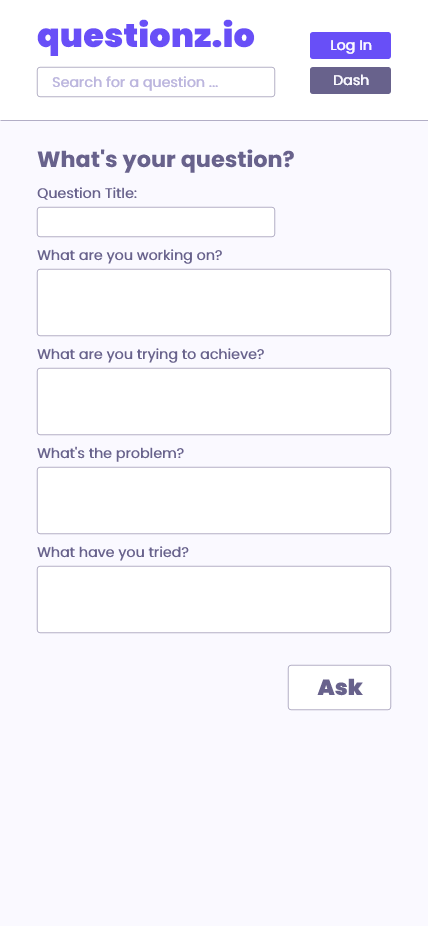 questionz.io
Log In
Search for a question ...
Dash
What's your question?
Question Title:
What are you working on?
What are you trying to achieve?
What's the problem?
What have you tried?
Ask